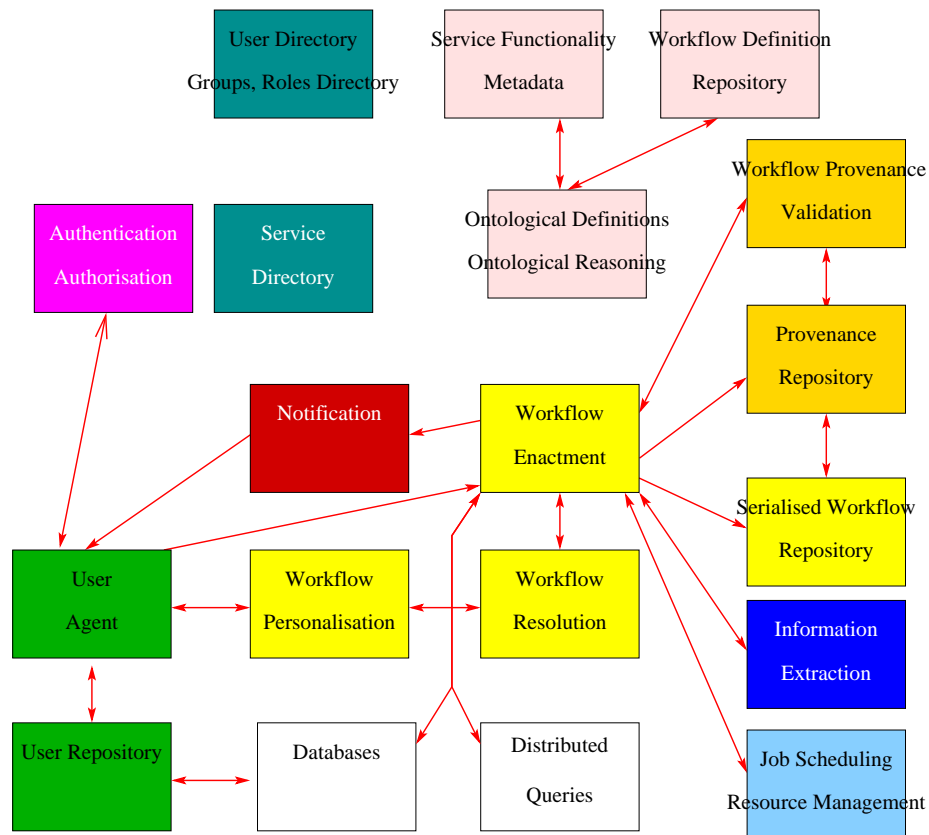 User Directory
Groups, Roles Directory
Service Functionality
Metadata
Workflow Definition
Repository
Workflow Provenance
Validation
Authentication
Authorisation
Service
Directory
Ontological Definitions
Ontological Reasoning
Provenance
Repository
Notification
Workflow
Enactment
Serialised Workflow
Repository
User
Agent
Workflow
Personalisation
Workflow
Resolution
Information
Extraction
User Repository
Databases
Distributed
Queries
Job Scheduling
Resource Management